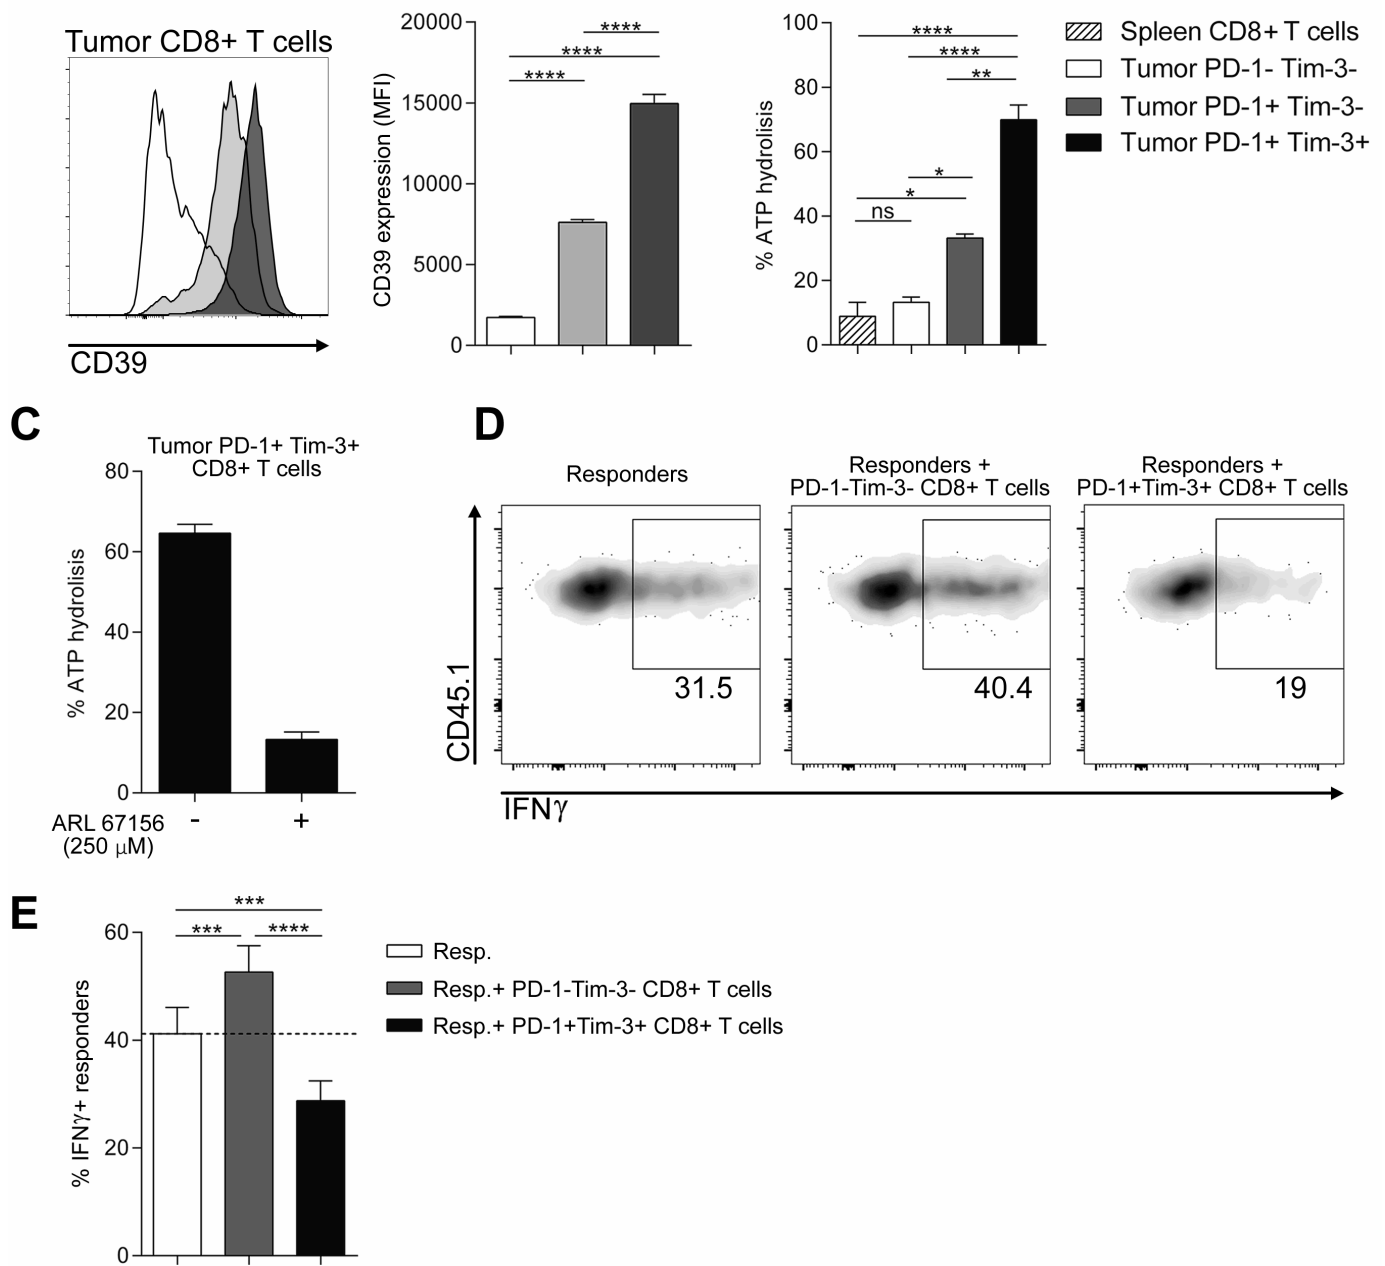 Tumor CD8+ T cells
CD39
CD39 expression (MFI)
20000
15000
10000
5000
0
****
****
****
% ATP hydrolisis
100
80
60
40
20
0
****
****
**
*
*
ns
Spleen CD8+ T cells
Tumor PD-1- Tim-3-
Tumor PD-1+ Tim-3-
Tumor PD-1+ Tim-3+
C
Tumor PD-1+ Tim-3+
CD8+ T cells
% ATP hydrolisis
80
60
40
20
0
ARL 67156 - +
(250 μM)
D
Responders
Responders +
PD-1-Tim-3- CD8+ T cells
Responders +
PD-1+Tim-3+ CD8+ T cells
31.5
40.4
19
CD45.1
IFNγ
E
% IFNγ+ responders
60
40
20
0
***
***
****
Resp.
Resp.+ PD-1-Tim-3- CD8+ T cells
Resp.+ PD-1+Tim-3+ CD8+ T cells